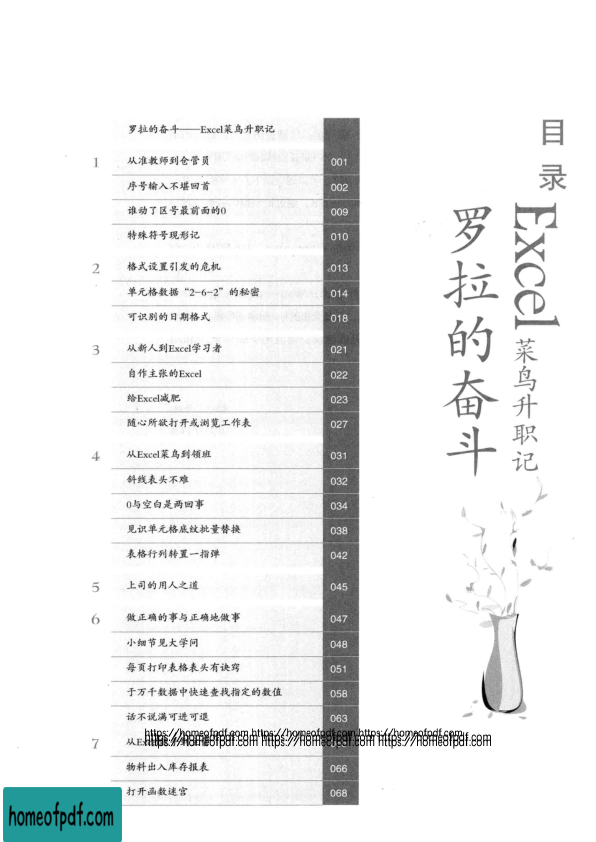 目录
罗拉的奋斗
Excel菜鸟升职记
罗拉的奋斗——Excel菜鸟升职记
1 从准教师到仓管员 001
序号输入不堪回首 002
谁动了区号最前面的0 009
特殊符号现形记 010
2 格式设置引发的危机 013
单元格数据“2-6-2”的秘密 014
可识别的日期格式 018
3 从新人到Excel学习者 021
自作主张的Excel 022
给Excel减肥 023
随心所欲打开或浏览工作表 027
4 从Excel菜鸟到领班 031
斜线表头不难 032
0与空白是两回事 034
见识单元格底纹批量替换 038
表格行列转置一指弹 042
5 上司的用人之道 045
6 做正确的事与正确地做事 047
小细节见大学问 048
每页打印表格表头有诀窍 051
于万千数据中快速查找指定的数值 058
话不说满可进可退 063
https://homeofpdf.com https://homeofpdf.com https://homeofpdf.com
7 从
https://homeofpdf.com https://homeofpdf.com https://homeofpdf.com
物料出入库存报表 066
打开函数迷宫 068
homeofpdf.com